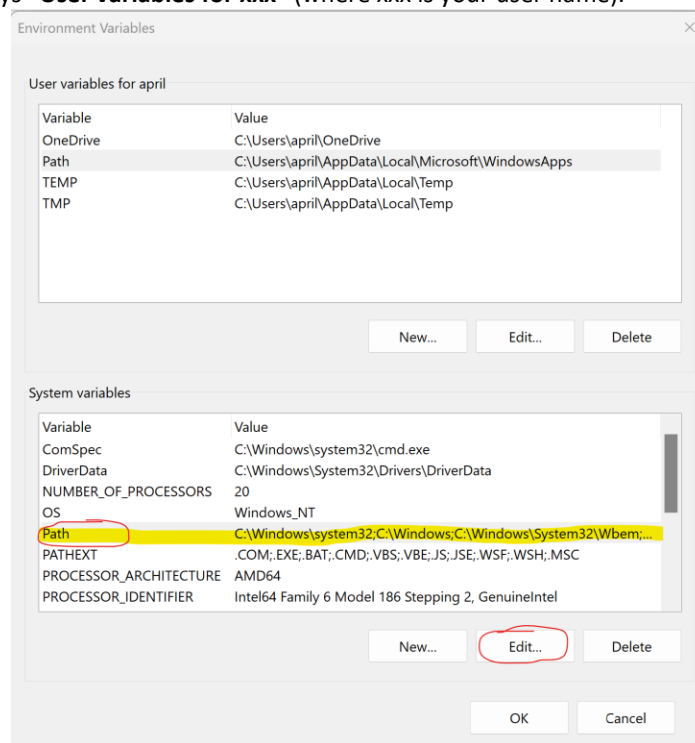 ys "User variables for xxx" (where xxx is your user name).
Environment Variables
User variables for april
Variable Value
OneDrive C:\Users\april\OneDrive
Path C:\Users\april\AppData\Local\Microsoft\WindowsApps
TEMP C:\Users\april\AppData\Local\Temp
TMP C:\Users\april\AppData\Local\Temp
New... Edit... Delete
System variables
Variable Value
ComSpec C:\Windows\system32\cmd.exe
DriverData C:\Windows\System32\Drivers\DriverData
NUMBER_OF_PROCESSORS 20
OS Windows_NT
Path C:\Windows\system32;C:\Windows;C:\Windows\System32\Wbem;...
PATHEXT .COM;.EXE;.BAT;.CMD;.VBS;.VBE;.JS;.JSE;.WSF;.WSH;.MSC
PROCESSOR_ARCHITECTURE AMD64
PROCESSOR_IDENTIFIER Intel64 Family 6 Model 186 Stepping 2, GenuineIntel
New... Edit... Delete
OK Cancel